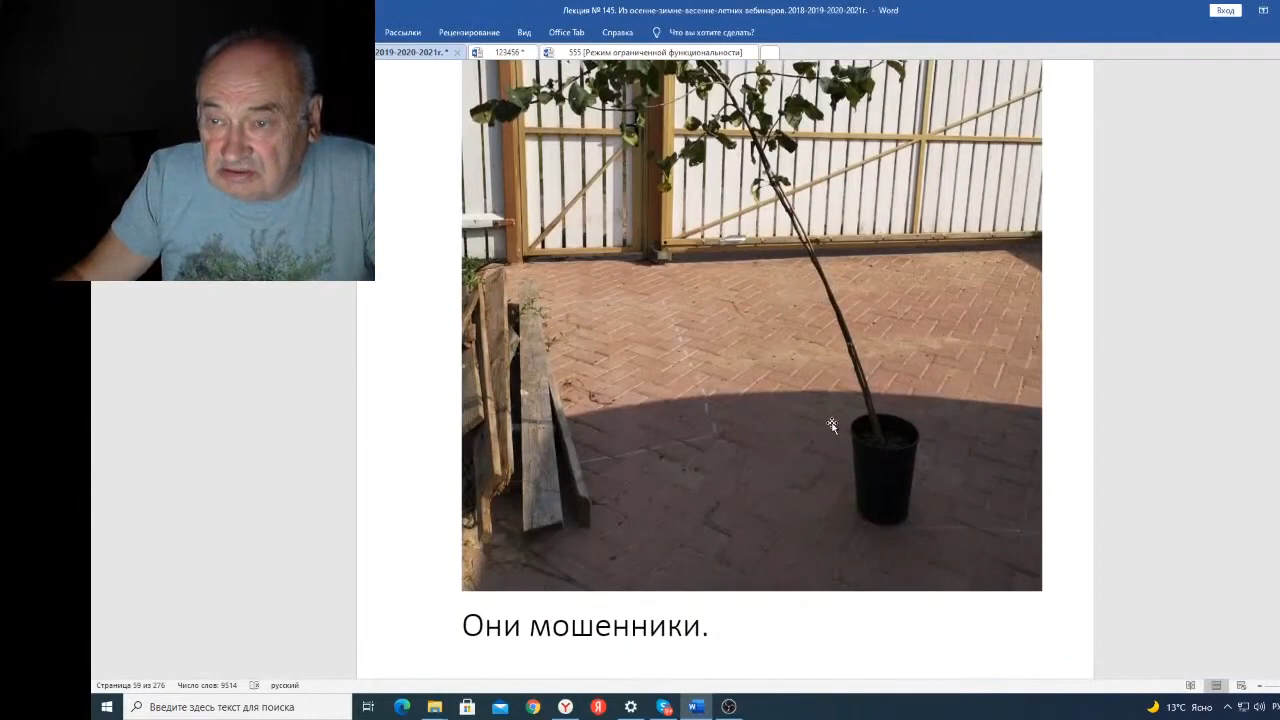 Лекция № 145. Из осенне-зимне-весенне-летних вебинаров. 2018-2019-2020-2021г. - Word
Вход
Рассылки Рецензирование Вид Office Tab Справка Что вы хотите сделать?
2019-2020-2021г. * 123456 * 555 [Режим ограниченной функциональности]
Они мошенники.
Страница 59 из 276 Число слов: 9514 русский
Введите здесь текст для поиска
13°C Ясно